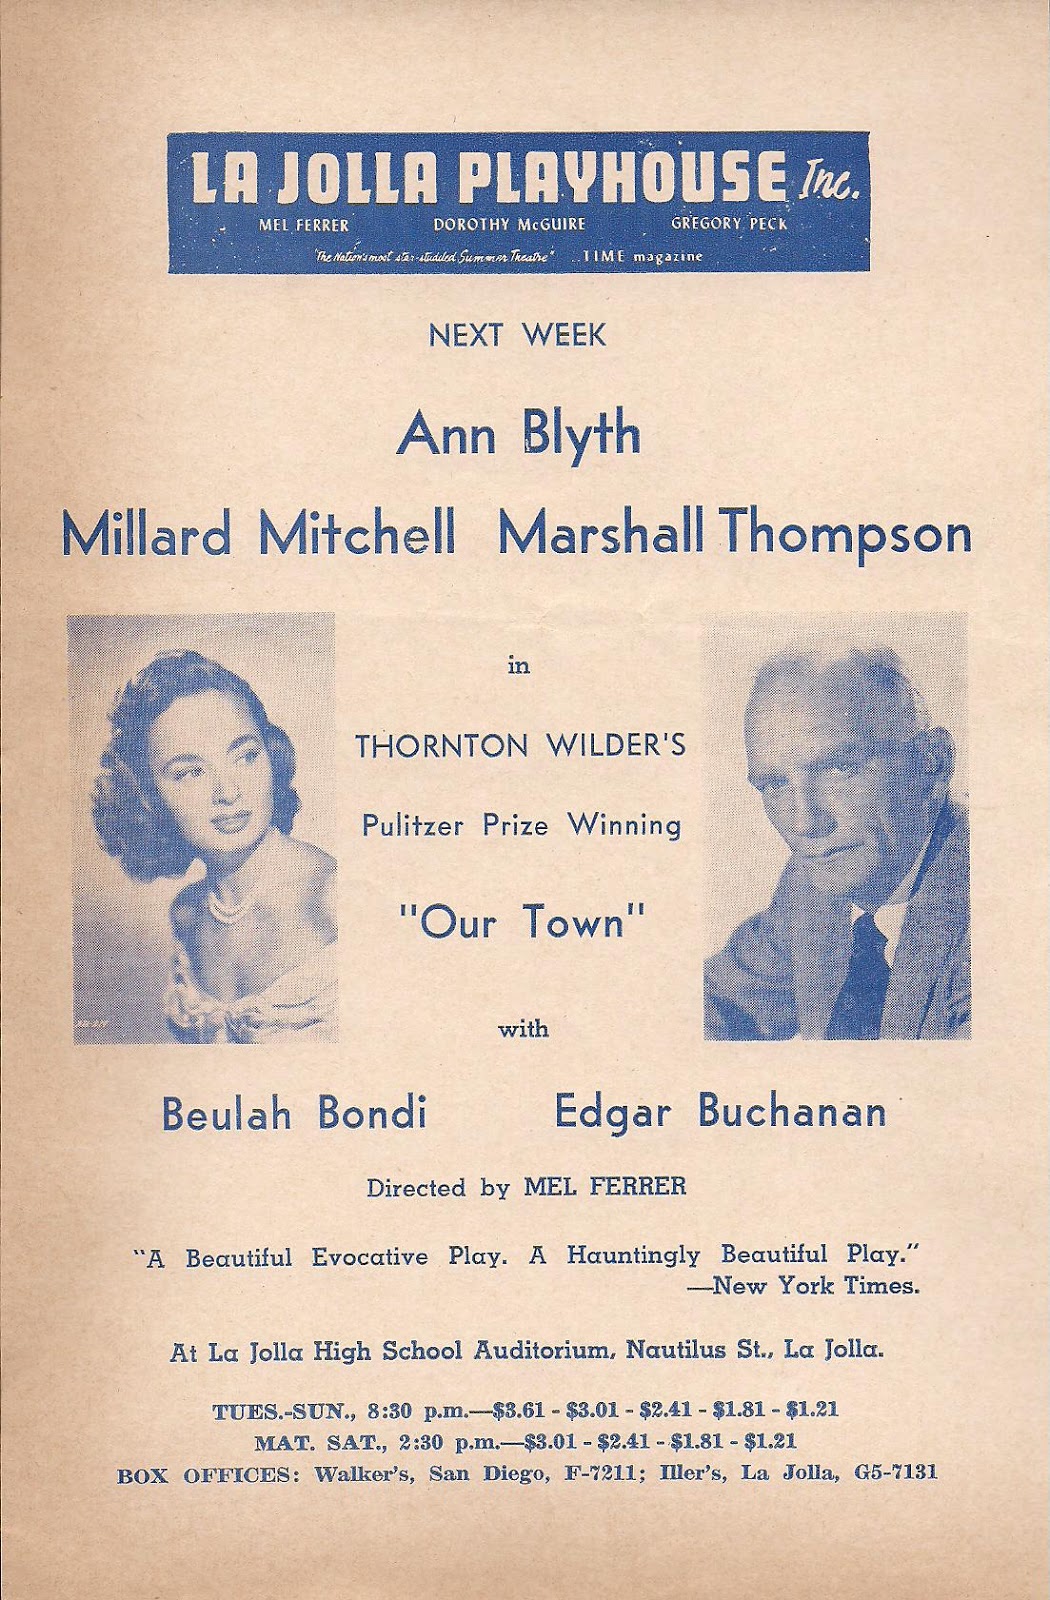 LA JOLLA PLAYHOUSE Inc.
MEL FERRER DOROTHY McGUIRE GREGORY PECK
"The Nation's most star-studded Summer Theatre" ...TIME magazine
NEXT WEEK
Ann Blyth
Millard Mitchell Marshall Thompson
in
THORNTON WILDER'S
Pulitzer Prize Winning
"Our Town"
with
Beulah Bondi Edgar Buchanan
Directed by MEL FERRER
"A Beautiful Evocative Play. A Hauntingly Beautiful Play."
—New York Times.
At La Jolla High School Auditorium, Nautilus St., La Jolla.
TUES.-SUN., 8:30 p.m.—$3.61 - $3.01 - $2.41 - $1.81 - $1.21
MAT. SAT., 2:30 p.m.—$3.01 - $2.41 - $1.81 - $1.21
BOX OFFICES: Walker's, San Diego, F-7211; Iller's, La Jolla, G5-7131